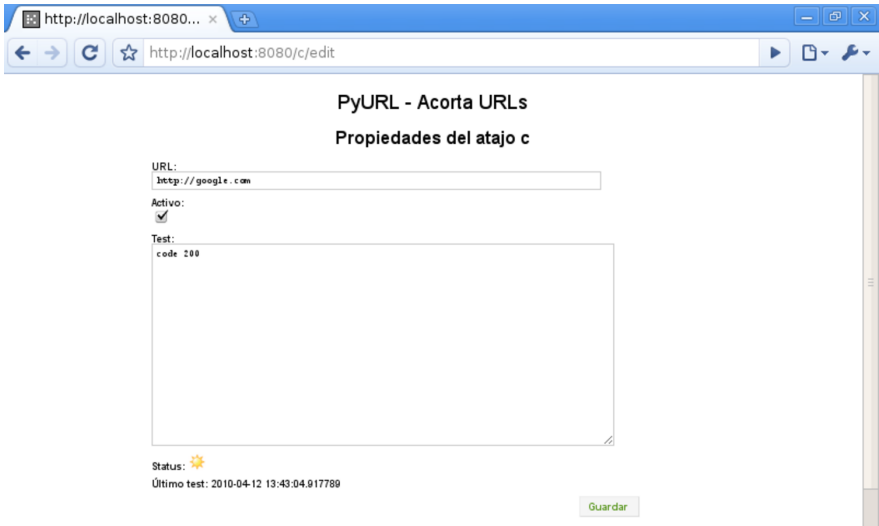 http://localhost:8080...
http://localhost:8080/c/edit
PyURL - Acorta URLs
Propiedades del atajo c
URL:
http://google.com
Activo:
Test:
code 200
Status:
Último test: 2010-04-12 13:43:04.917789
Guardar